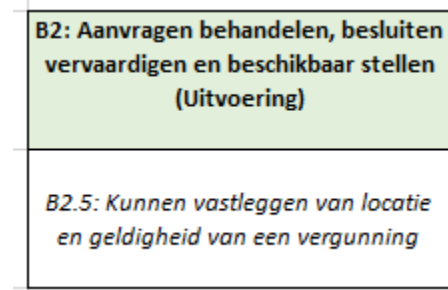 B2: Aanvragen behandelen, besluiten
vervaardigen en beschikbaar stellen
(Uitvoering)
B2.5: Kunnen vastleggen van locatie
en geldigheid van een vergunning